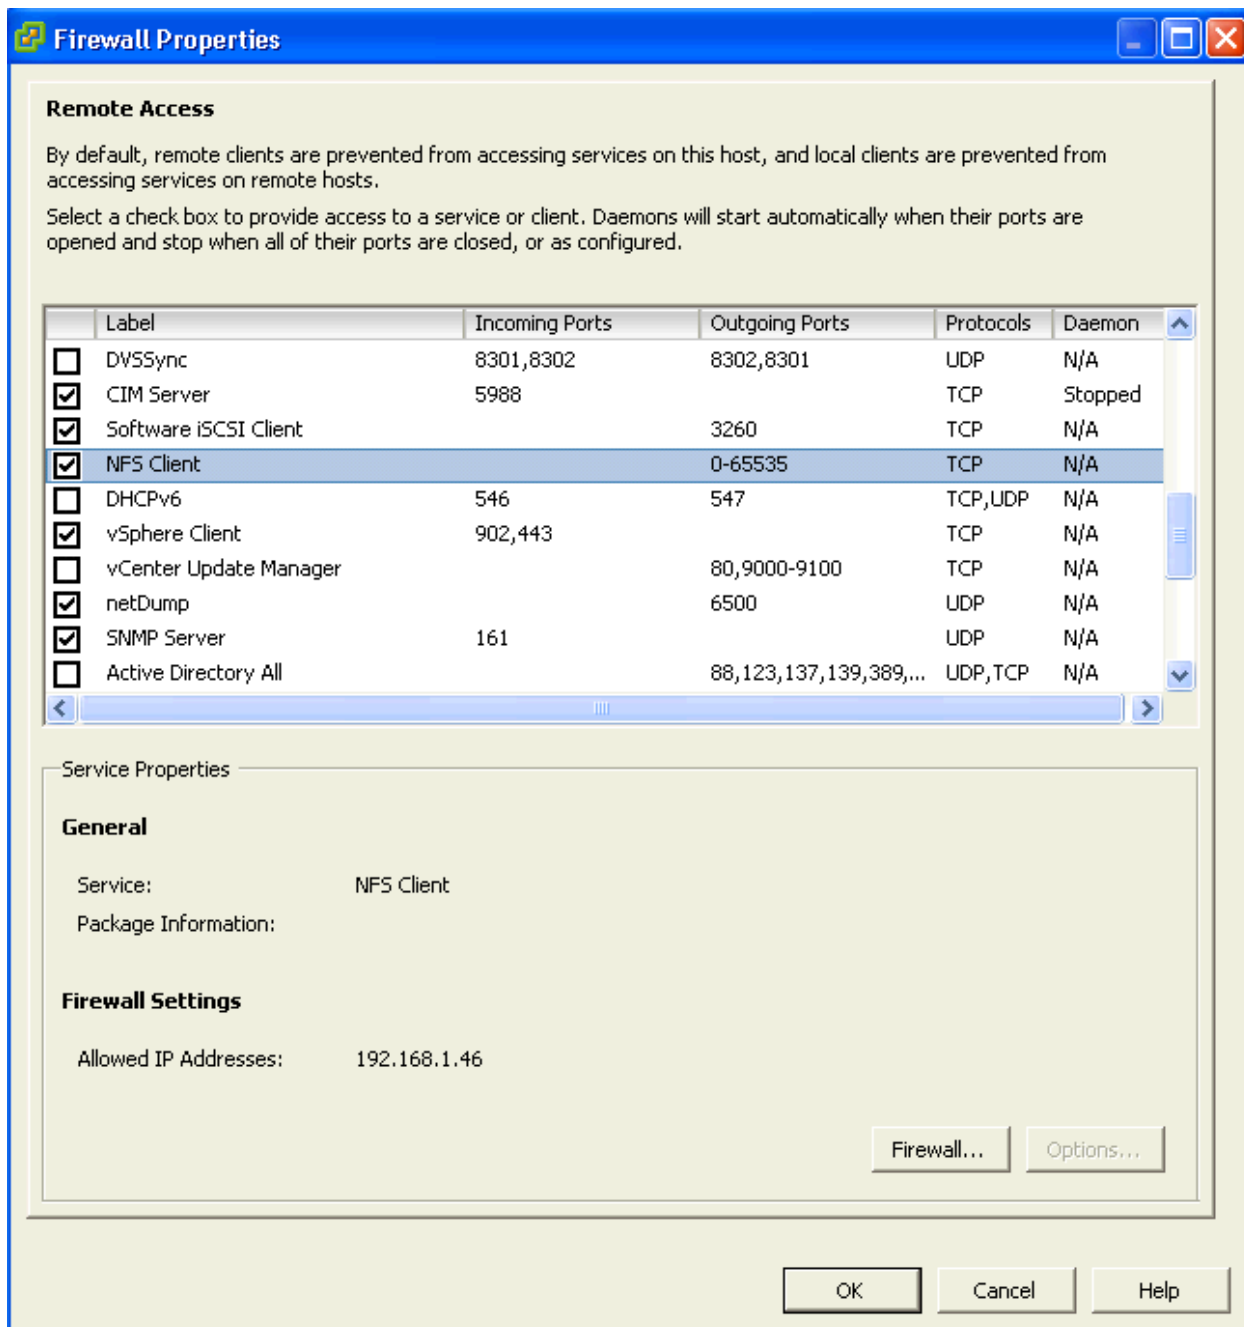 Firewall Properties
Remote Access
By default, remote clients are prevented from accessing services on this host, and local clients are prevented from
accessing services on remote hosts.
Select a check box to provide access to a service or client. Daemons will start automatically when their ports are
opened and stop when all of their ports are closed, or as configured.
Label Incoming Ports Outgoing Ports Protocols Daemon
DVSSync 8301,8302 8302,8301 UDP N/A
CIM Server 5988 TCP Stopped
Software iSCSI Client 3260 TCP N/A
NFS Client 0-65535 TCP N/A
DHCPv6 546 547 TCP,UDP N/A
vSphere Client 902,443 TCP N/A
vCenter Update Manager 80,9000-9100 TCP N/A
netDump 6500 UDP N/A
SNMP Server 161 UDP N/A
Active Directory All 88,123,137,139,389,... UDP,TCP N/A
Service Properties
General
Service: NFS Client
Package Information:
Firewall Settings
Allowed IP Addresses: 192.168.1.46
Firewall... Options...
OK Cancel Help